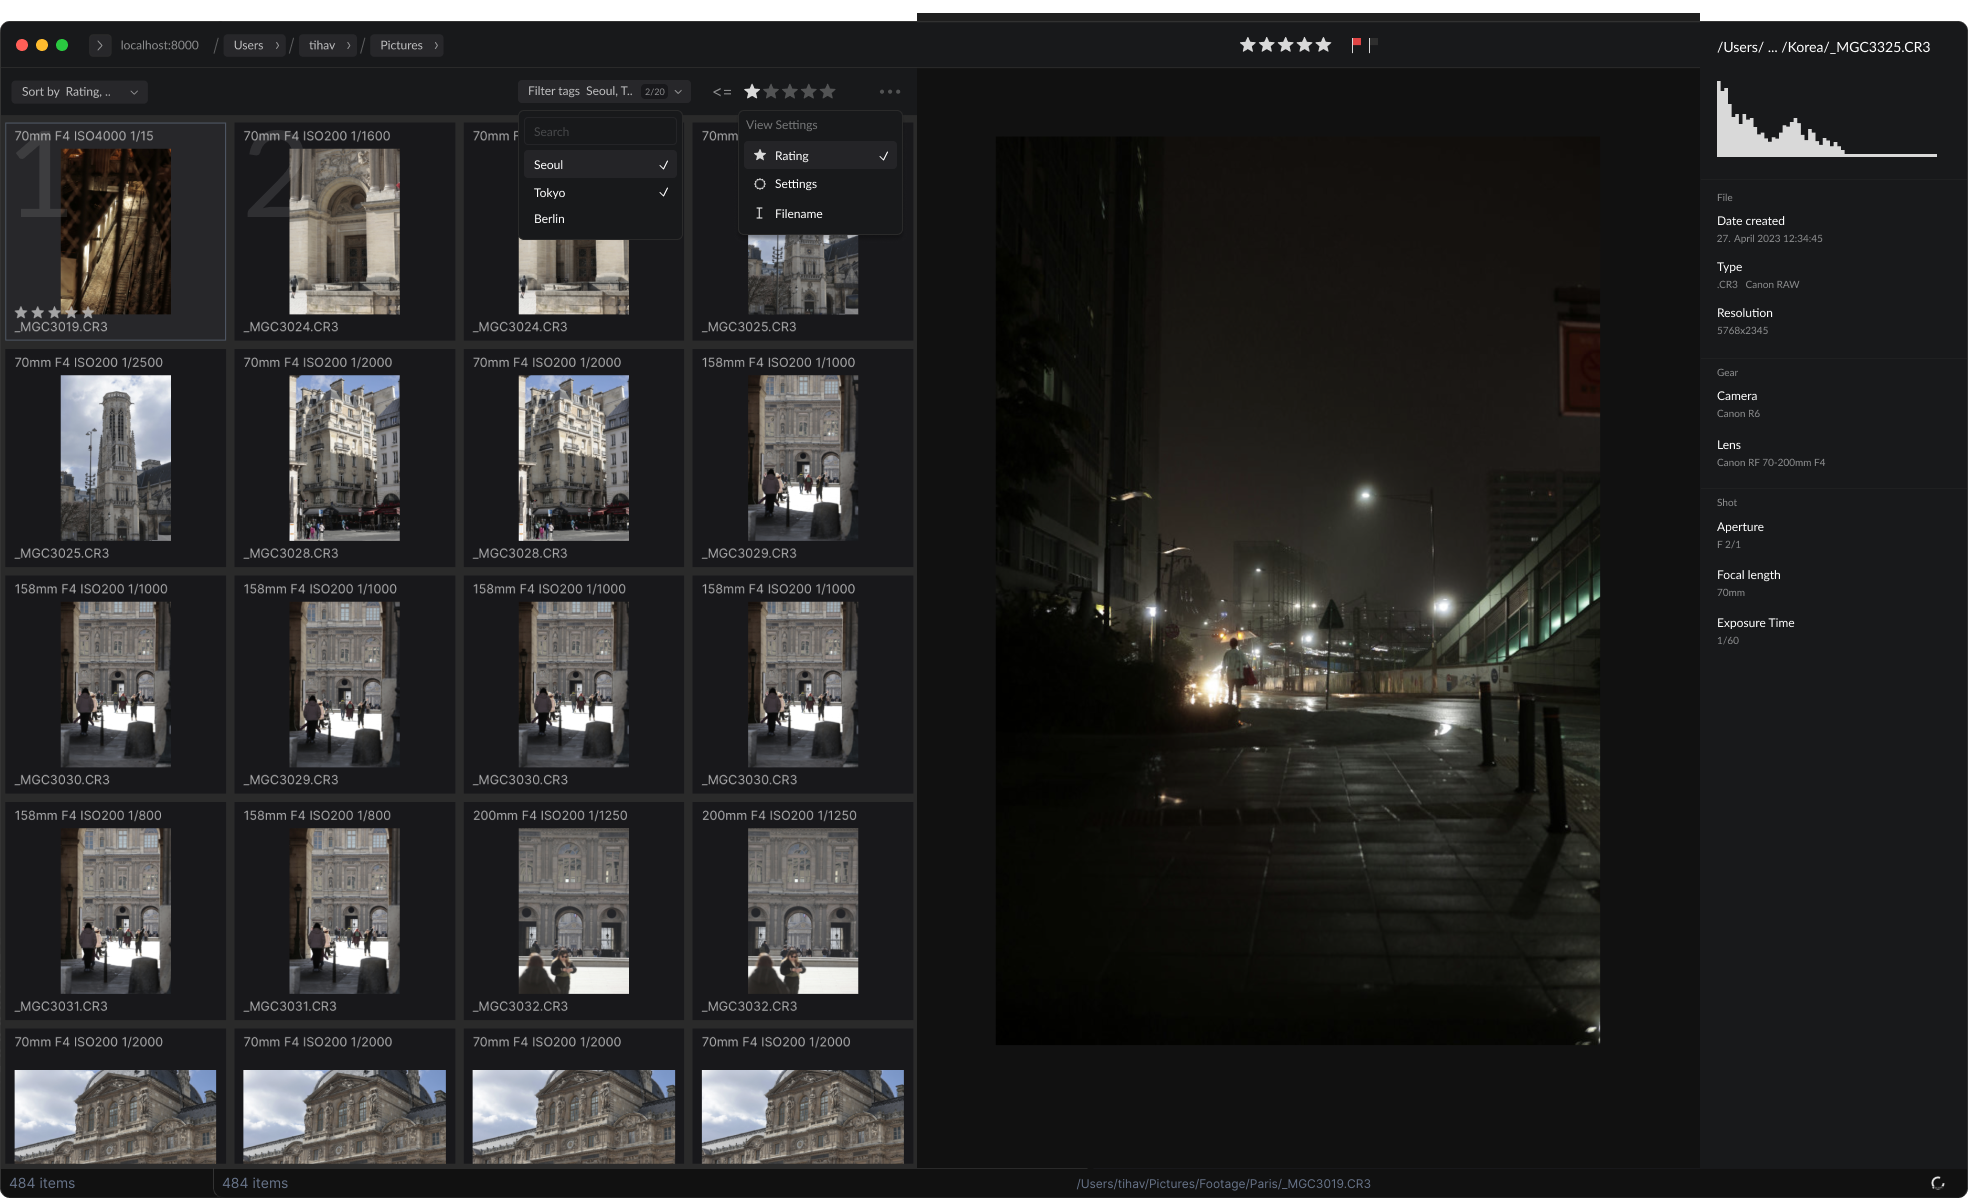 localhost:8000 / Users / tihav / Pictures
/Users/ ... /Korea/_MGC3325.CR3
Sort by Rating, ..
Filter tags Seoul, T.. 2/20
<=
Search
Seoul
Tokyo
Berlin
View Settings
Rating
Settings
Filename
70mm F4 ISO4000 1/15
1
_MGC3019.CR3
70mm F4 ISO200 1/1600
2
_MGC3024.CR3
70mm F
_MGC3024.CR3
70mm
_MGC3025.CR3
70mm F4 ISO200 1/2500
_MGC3025.CR3
70mm F4 ISO200 1/2000
_MGC3028.CR3
70mm F4 ISO200 1/2000
_MGC3028.CR3
158mm F4 ISO200 1/1000
_MGC3029.CR3
158mm F4 ISO200 1/1000
_MGC3030.CR3
158mm F4 ISO200 1/1000
_MGC3029.CR3
158mm F4 ISO200 1/1000
_MGC3030.CR3
158mm F4 ISO200 1/1000
_MGC3030.CR3
158mm F4 ISO200 1/800
_MGC3031.CR3
158mm F4 ISO200 1/800
_MGC3031.CR3
200mm F4 ISO200 1/1250
_MGC3032.CR3
200mm F4 ISO200 1/1250
_MGC3032.CR3
70mm F4 ISO200 1/2000
70mm F4 ISO200 1/2000
70mm F4 ISO200 1/2000
70mm F4 ISO200 1/2000
484 items
484 items
/Users/tihav/Pictures/Footage/Paris/_MGC3019.CR3
File
Date created
27. April 2023 12:34:45
Type
.CR3 Canon RAW
Resolution
5768x2345
Gear
Camera
Canon R6
Lens
Canon RF 70-200mm F4
Shot
Aperture
F 2/1
Focal length
70mm
Exposure Time
1/60